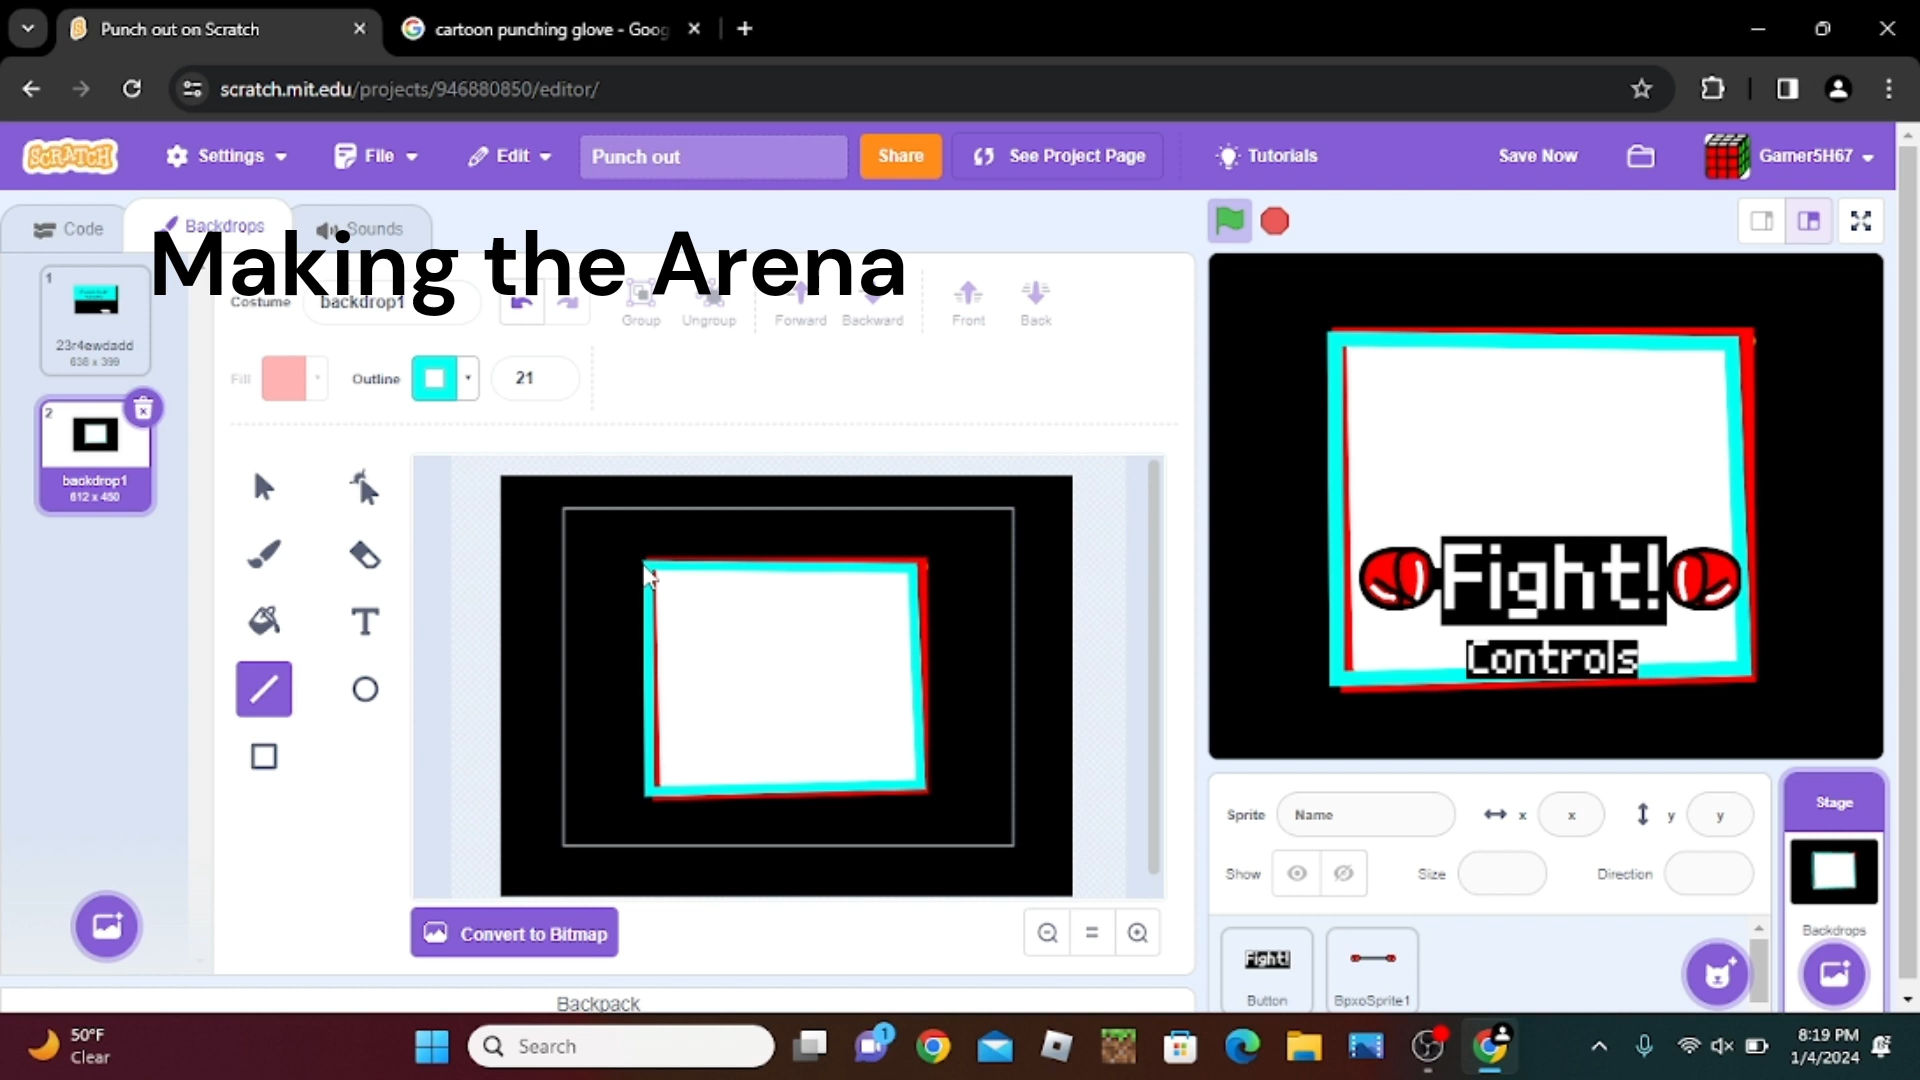 Punch out on Scratch
cartoon punching glove - Goog
scratch.mit.edu/projects/946880850/editor/
SCRATCH
Settings
File
Edit
Punch out
Share
See Project Page
Tutorials
Save Now
Gamer5H67
Code
Backdrops
Sounds
Making the Arena
1
23r4ewdadd
638 x 399
2
backdrop1
612 x 450
Costume
backdrop1
Group
Ungroup
Forward
Backward
Front
Back
Fill
Outline
21
T
Convert to Bitmap
Backpack
Fight!
Controls
Sprite
Name
x
x
y
y
Show
Size
Direction
Stage
Backdrops
Fight!
Button
BpxoSprite1
50°F
Clear
Search
1
8:19 PM
1/4/2024